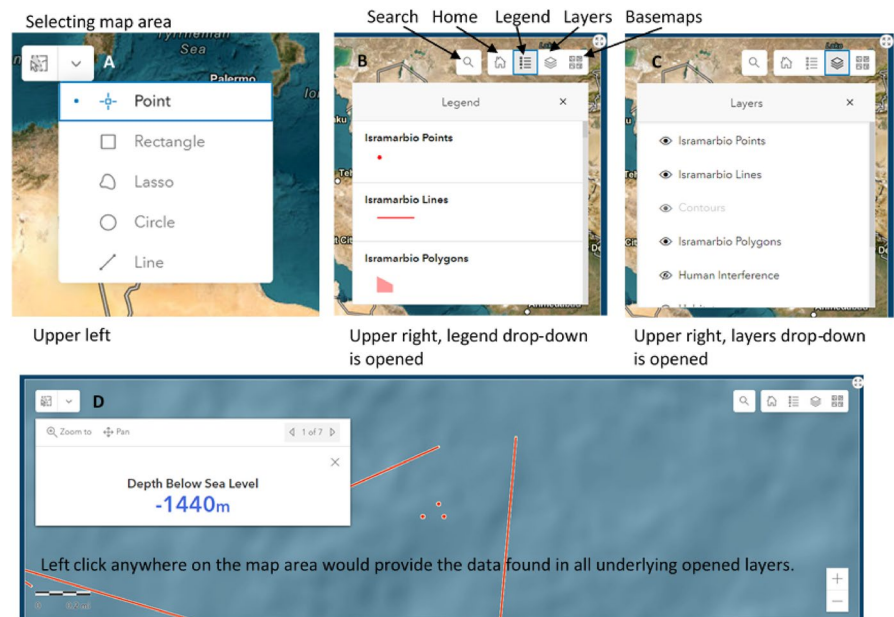 Selecting map area
Search Home Legend Layers Basemaps
Sea
A
Palermo
Point
Rectangle
Lasso
Circle
Line
Upper left
B
Legend
Isramarbio Points
Isramarbio Lines
Isramarbio Polygons
Upper right, legend drop-down
is opened
C
Layers
Isramarbio Points
Isramarbio Lines
Contours
Isramarbio Polygons
Human Interference
Upper right, layers drop-down
is opened
D
Zoom to Pan 1 of 7
Depth Below Sea Level
-1440m
Left click anywhere on the map area would provide the data found in all underlying opened layers.
0